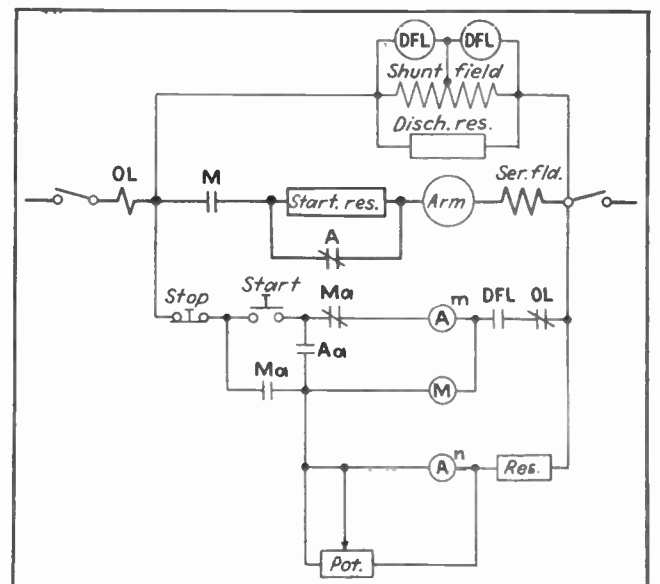 DFL DFL
Shunt field
Disch. res.
OL
M
Start. res.
Arm
Ser. fld.
A
Stop
Start
Ma
A m
DFL
OL
Aa
Ma
M
A n
Res.
Pot.